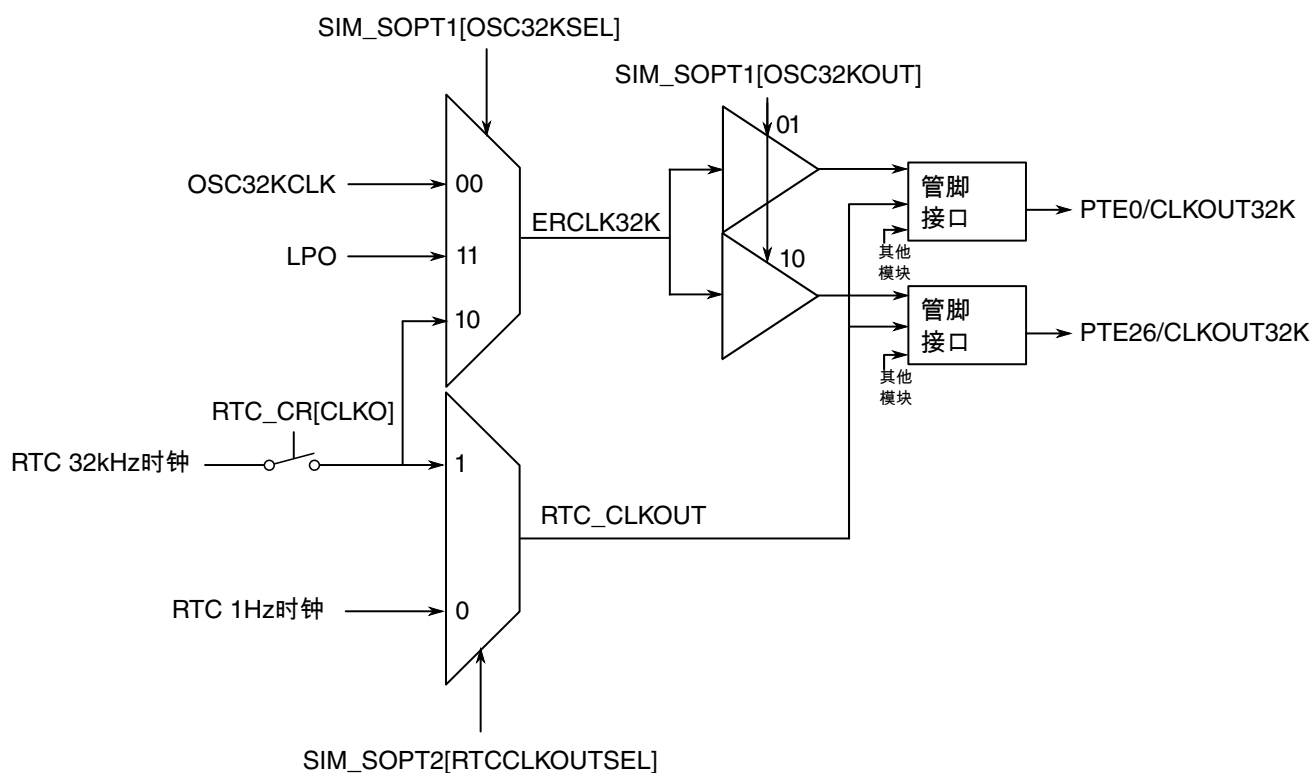 SIM_SOPT1[OSC32KSEL]
SIM_SOPT1[OSC32KOUT]
01
OSC32KCLK
00
管脚
接口
PTE0/CLKOUT32K
ERCLK32K
LPO
11
10
其他
模块
10
管脚
接口
PTE26/CLKOUT32K
其他
模块
RTC_CR[CLKO]
RTC 32kHz时钟
1
RTC_CLKOUT
RTC 1Hz时钟
0
SIM_SOPT2[RTCCLKOUTSEL]